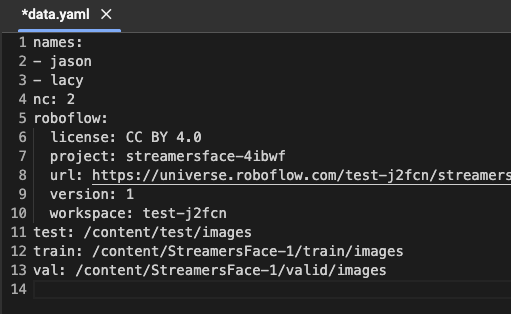 *data.yaml ×
1 names:
2 - jason
3 - lacy
4 nc: 2
5 roboflow:
6   license: CC BY 4.0
7   project: streamersface-4ibwf
8   url: https://universe.roboflow.com/test-j2fcn/streamers
9   version: 1
10   workspace: test-j2fcn
11 test: /content/test/images
12 train: /content/StreamersFace-1/train/images
13 val: /content/StreamersFace-1/valid/images
14